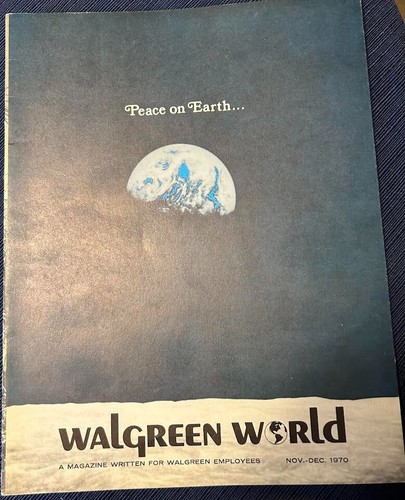 Peace on Earth...
WALGREEN WORLD
A MAGAZINE WRITTEN FOR WALGREEN EMPLOYEES NOV.-DEC. 1970